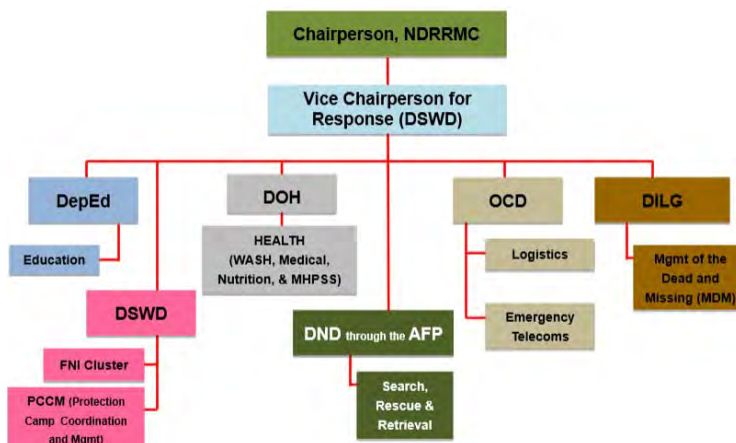 Chairperson, NDRRMC
Vice Chairperson for
Response (DSWD)
DepEd
DOH
OCD
DILG
Education
HEALTH
(WASH, Medical,
Nutrition, & MHPSS)
Logistics
Mgmt of the
Dead and
Missing (MDM)
DSWD
DND through the AFP
Emergency
Telecoms
FNI Cluster
PCCM (Protection
Camp Coordination
and Mgmt)
Search,
Rescue &
Retrieval